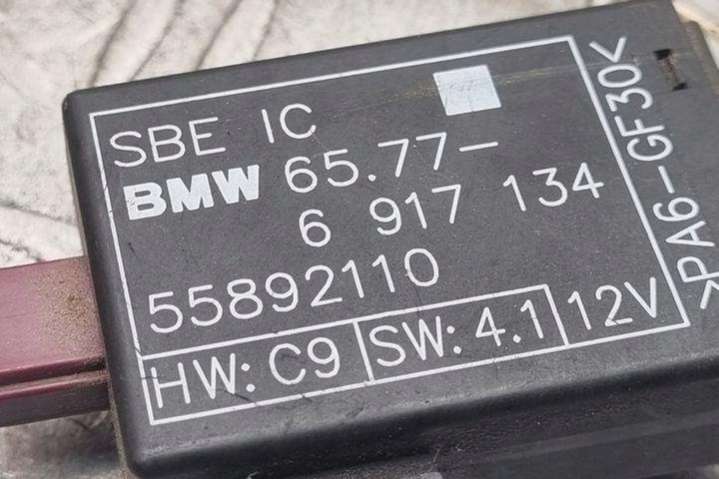 SBE IC
BMW 65.77-
6 917 134
55892110
HW: C9 SW: 4.1 12V
>PA6-GF30<